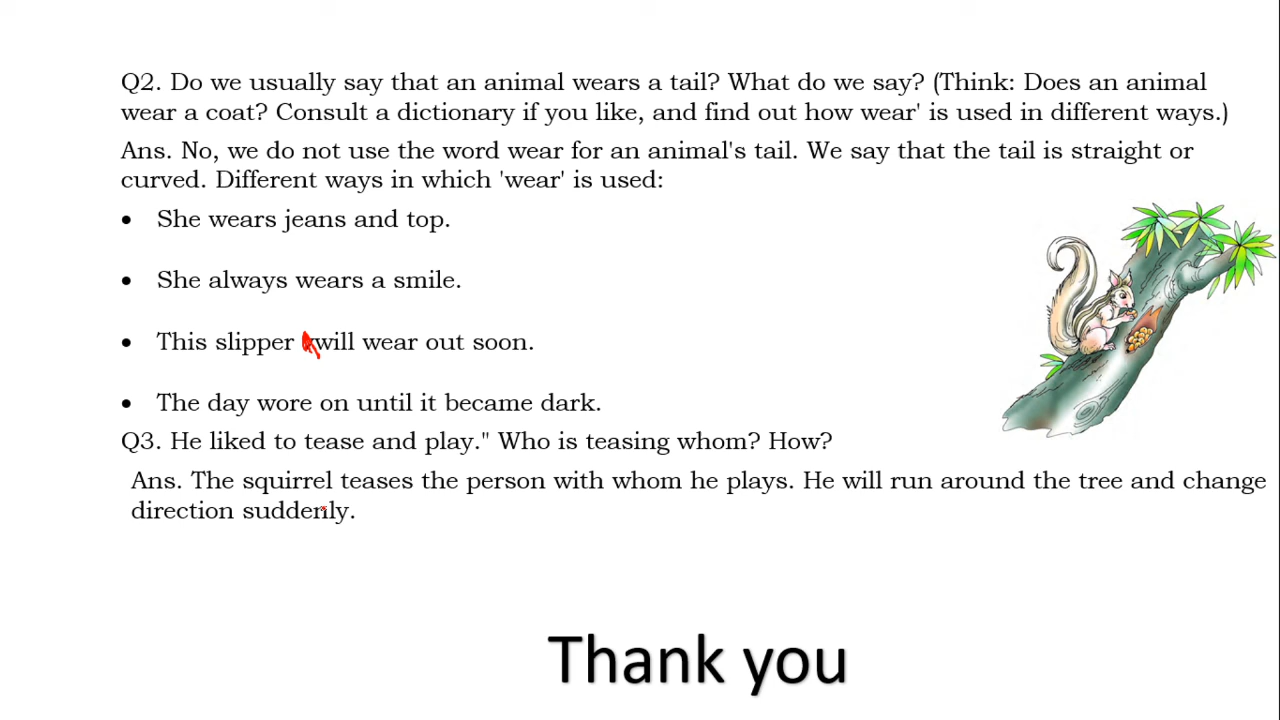 Q2. Do we usually say that an animal wears a tail? What do we say? (Think: Does an animal
wear a coat? Consult a dictionary if you like, and find out how wear' is used in different ways.)
Ans. No, we do not use the word wear for an animal's tail. We say that the tail is straight or
curved. Different ways in which 'wear' is used:
• She wears jeans and top.
• She always wears a smile.
• This slipper will wear out soon.
• The day wore on until it became dark.
Q3. He liked to tease and play." Who is teasing whom? How?
Ans. The squirrel teases the person with whom he plays. He will run around the tree and change
direction suddenly.
Thank you